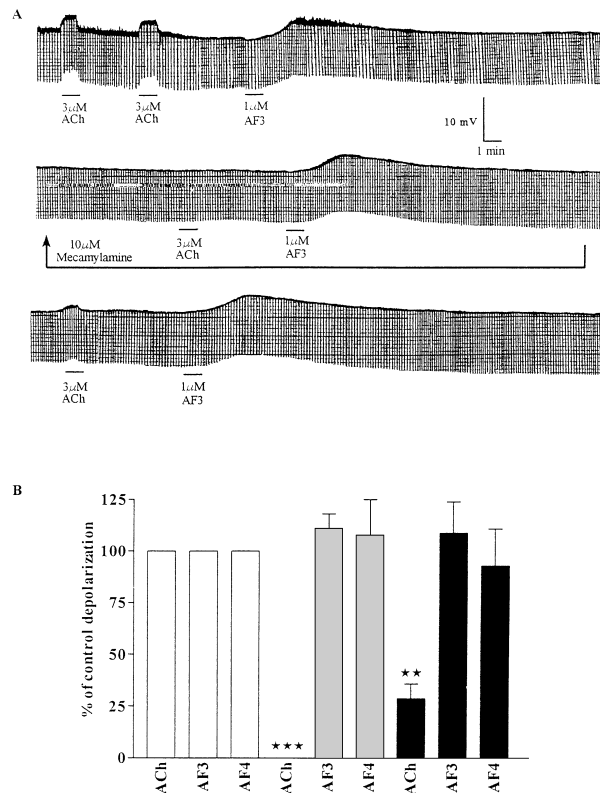 A
3μM 3μM 1μM
ACh ACh AF3
10 mV
1 min
10μM 3μM 1μM
Mecamylamine ACh AF3
3μM 1μM
ACh AF3
B
% of control depolarization
125
100
75
50
25
0
★★★
★★
ACh AF3 AF4 ACh AF3 AF4 ACh AF3 AF4